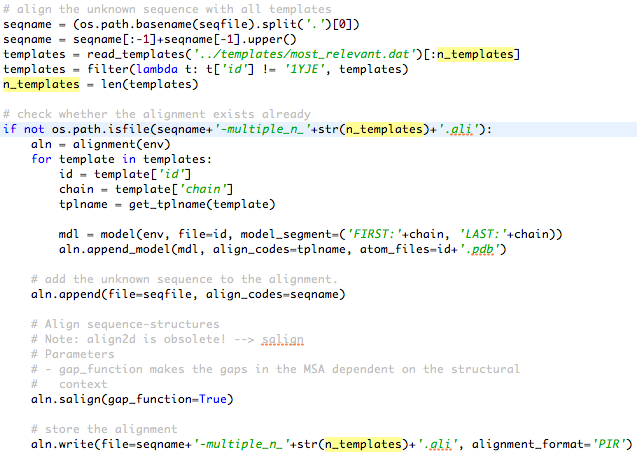 # align the unknown sequence with all templates
seqname = (os.path.basename(seqfile).split('.')[0])
seqname = seqname[:-1]+seqname[-1].upper()
templates = read_templates('../templates/most_relevant.dat')[:n_templates]
templates = filter(lambda t: t['id'] != '1YJE', templates)
n_templates = len(templates)
# check whether the alignment exists already
if not os.path.isfile(seqname+'-multiple_n_'+str(n_templates)+'.ali'):
    aln = alignment(env)
    for template in templates:
        id = template['id']
        chain = template['chain']
        tplname = get_tplname(template)
        mdl = model(env, file=id, model_segment=('FIRST:'+chain, 'LAST:'+chain))
        aln.append_model(mdl, align_codes=tplname, atom_files=id+'.pdb')
    # add the unknown sequence to the alignment.
    aln.append(file=seqfile, align_codes=seqname)
    # Align sequence-structures
    # Note: align2d is obsolete! --> salign
    # Parameters
    # - gap_function makes the gaps in the MSA dependent on the structural
    #   context
    aln.salign(gap_function=True)
    # store the alignment
    aln.write(file=seqname+'-multiple_n_'+str(n_templates)+'.ali', alignment_format='PIR')